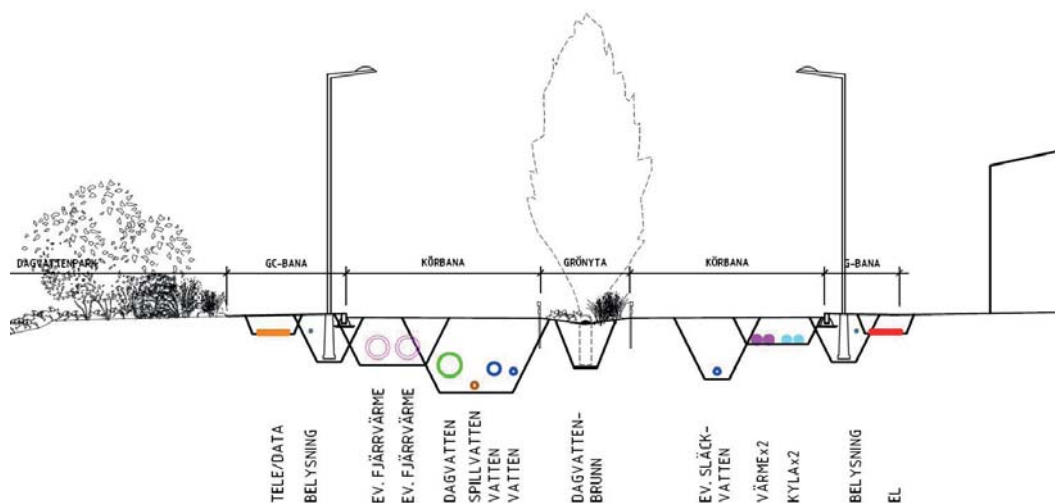 DAGVATTENPARK
GC-BANA
KÖRBANA
GRÖNYTA
KÖRBANA
G-BANA
TELE/DATA
BELYSNING
EV. FJÄRRVÄRME
EV. FJÄRRVÄRME
DAGVATTEN
SPILLVATTEN
VATTEN
VATTEN
DAGVATTEN-
BRUNN
EV. SLÄCK-
VATTEN
VÄRMEx2
KYLAx2
BELYSNING
EL